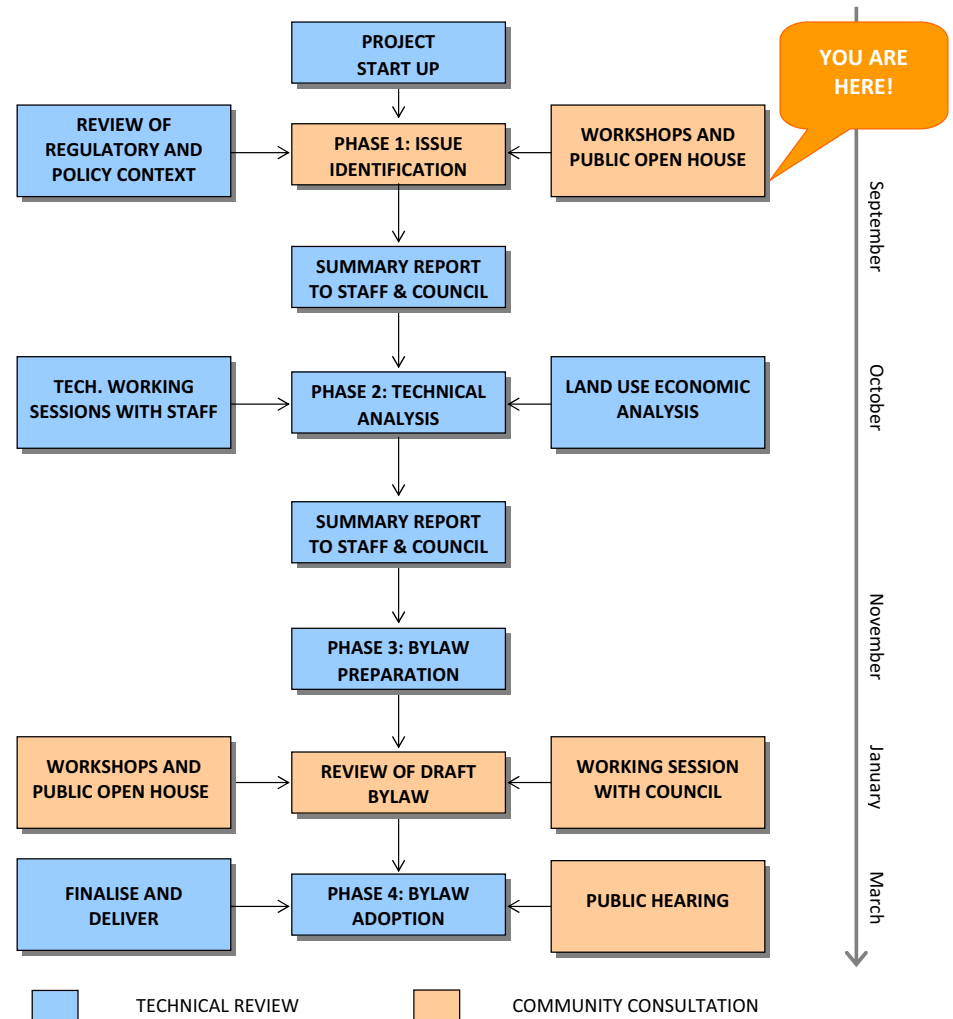 PROJECT
START UP
YOU ARE
HERE!
REVIEW OF
REGULATORY AND
POLICY CONTEXT
PHASE 1: ISSUE
IDENTIFICATION
WORKSHOPS AND
PUBLIC OPEN HOUSE
September
SUMMARY REPORT
TO STAFF & COUNCIL
TECH. WORKING
SESSIONS WITH STAFF
PHASE 2: TECHNICAL
ANALYSIS
LAND USE ECONOMIC
ANALYSIS
October
SUMMARY REPORT
TO STAFF & COUNCIL
November
PHASE 3: BYLAW
PREPARATION
WORKSHOPS AND
PUBLIC OPEN HOUSE
REVIEW OF DRAFT
BYLAW
WORKING SESSION
WITH COUNCIL
January
FINALISE AND
DELIVER
PHASE 4: BYLAW
ADOPTION
PUBLIC HEARING
March
TECHNICAL REVIEW
COMMUNITY CONSULTATION